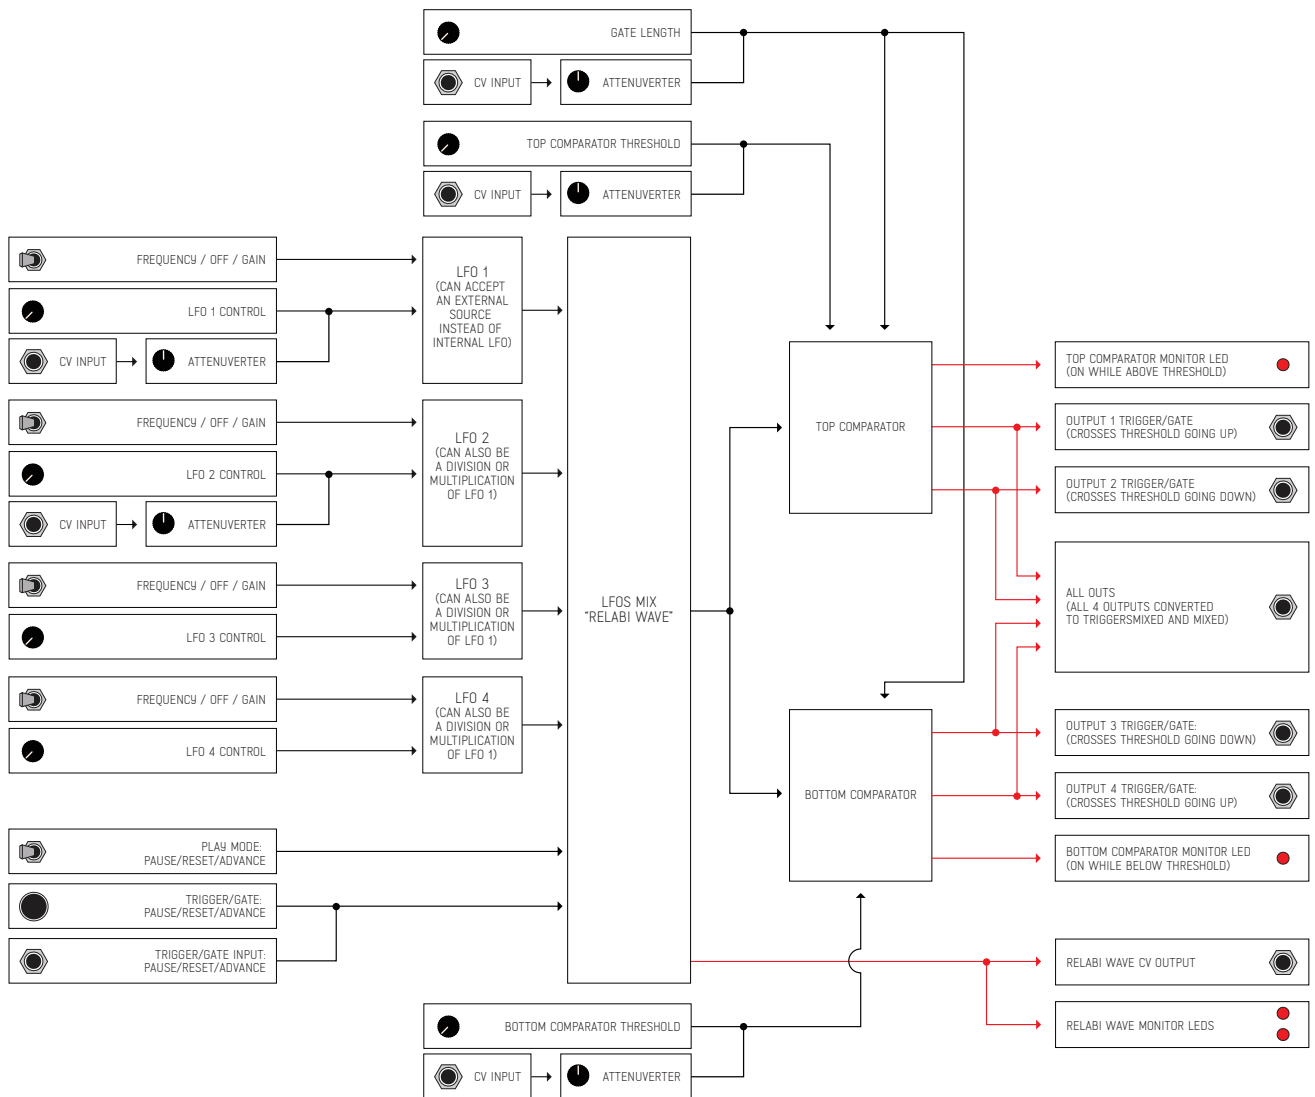 GATE LENGTH
CV INPUT
ATTENUVERTER
TOP COMPARATOR THRESHOLD
CV INPUT
ATTENUVERTER
FREQUENCY / OFF / GAIN
LFO 1 CONTROL
CV INPUT
ATTENUVERTER
LFO 1
(CAN ACCEPT
AN EXTERNAL
SOURCE
INSTEAD OF
INTERNAL LFO)
FREQUENCY / OFF / GAIN
LFO 2 CONTROL
CV INPUT
ATTENUVERTER
LFO 2
(CAN ALSO BE
A DIVISION OR
MULTIPLICATION
OF LFO 1)
FREQUENCY / OFF / GAIN
LFO 3 CONTROL
LFO 3
(CAN ALSO BE
A DIVISION OR
MULTIPLICATION
OF LFO 1)
FREQUENCY / OFF / GAIN
LFO 4 CONTROL
LFO 4
(CAN ALSO BE
A DIVISION OR
MULTIPLICATION
OF LFO 1)
PLAY MODE:
PAUSE/RESET/ADVANCE
TRIGGER/GATE:
PAUSE/RESET/ADVANCE
TRIGGER/GATE INPUT:
PAUSE/RESET/ADVANCE
LFOS MIX
"RELABI WAVE"
TOP COMPARATOR
BOTTOM COMPARATOR
TOP COMPARATOR MONITOR LED
(ON WHILE ABOVE THRESHOLD)
OUTPUT 1 TRIGGER/GATE
(CROSSES THRESHOLD GOING UP)
OUTPUT 2 TRIGGER/GATE
(CROSSES THRESHOLD GOING DOWN)
ALL OUTS
(ALL 4 OUTPUTS CONVERTED
TO TRIGGERSMIXED AND MIXED)
OUTPUT 3 TRIGGER/GATE:
(CROSSES THRESHOLD GOING DOWN)
OUTPUT 4 TRIGGER/GATE:
(CROSSES THRESHOLD GOING UP)
BOTTOM COMPARATOR MONITOR LED
(ON WHILE BELOW THRESHOLD)
RELABI WAVE CV OUTPUT
RELABI WAVE MONITOR LEDS
BOTTOM COMPARATOR THRESHOLD
CV INPUT
ATTENUVERTER